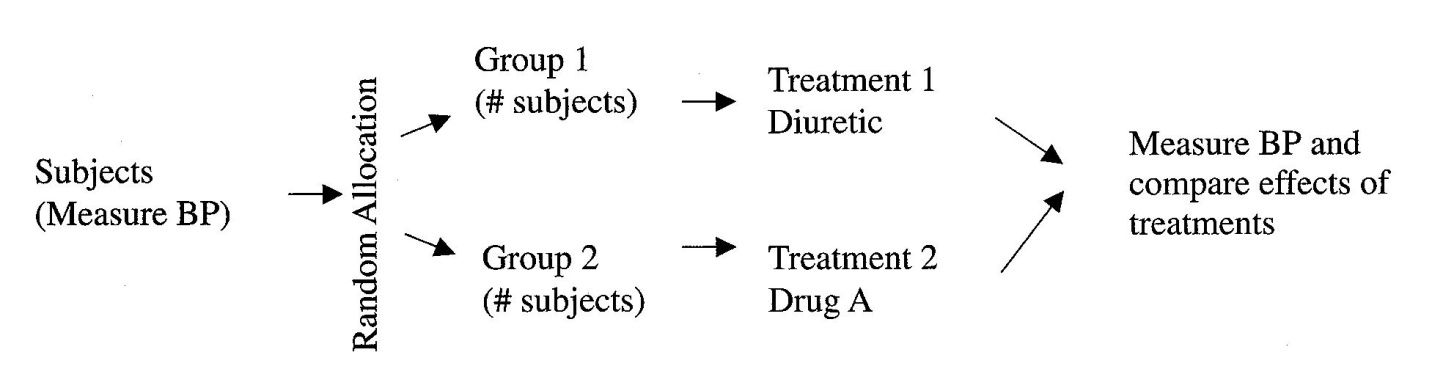 Subjects
(Measure BP)
Random Allocation
Group 1
(# subjects)
Treatment 1
Diuretic
Group 2
(# subjects)
Treatment 2
Drug A
Measure BP and
compare effects of
treatments